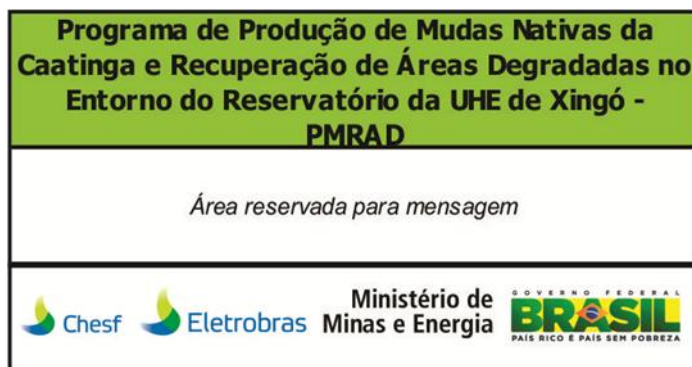 Programa de Produção de Mudas Nativas da
Caatinga e Recuperação de Áreas Degradadas no
Entorno do Reservatório da UHE de Xingó -
PMRAD
Área reservada para mensagem
Chesf
Eletrobras
Ministério de
Minas e Energia
GOVERNO FEDERAL
BRASIL
PAÍS RICO É PAÍS SEM POBREZA